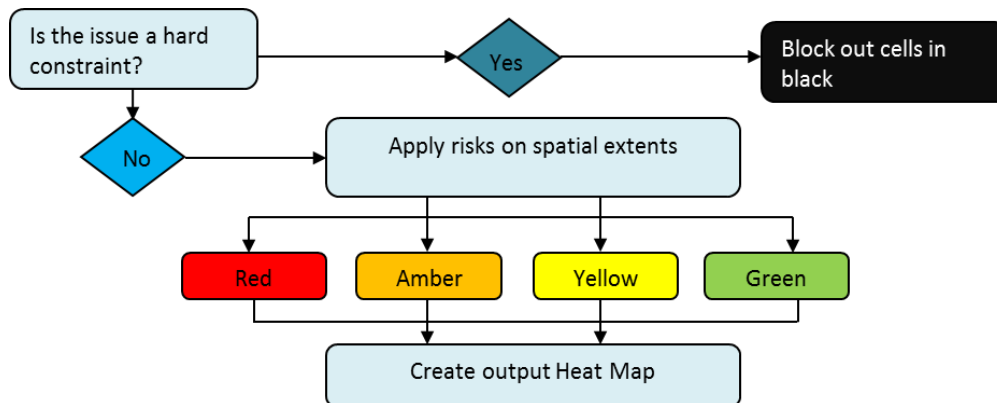 Is the issue a hard
constraint?
Yes
Block out cells in
black
No
Apply risks on spatial extents
Red
Amber
Yellow
Green
Create output Heat Map